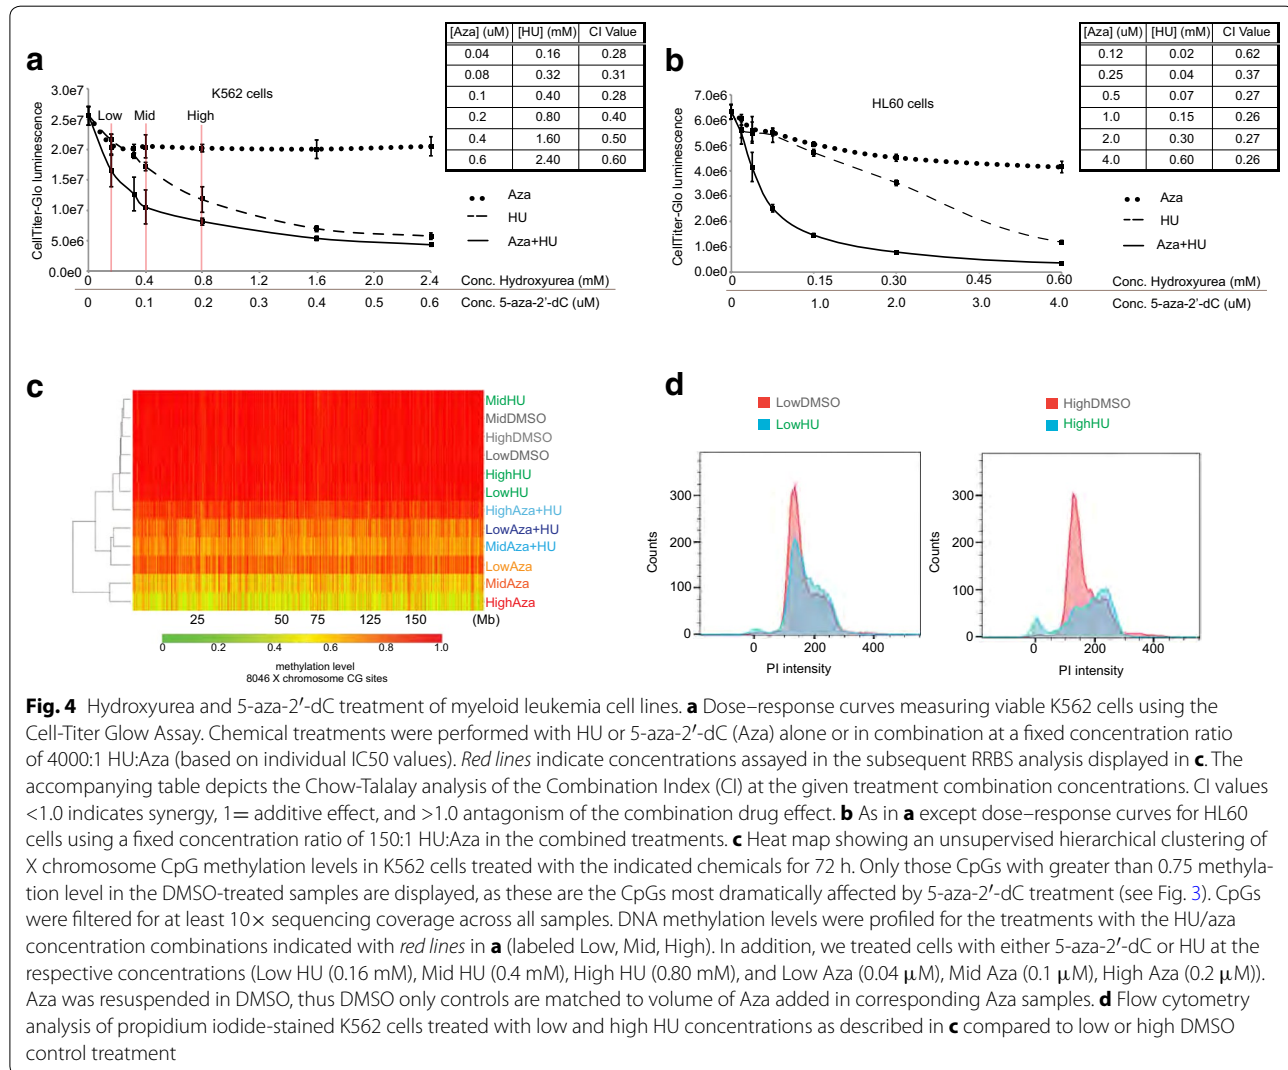 a
[Aza] (uM) [HU] (mM) CI Value
0.04 0.16 0.28
0.08 0.32 0.31
0.1 0.40 0.28
0.2 0.80 0.40
0.4 1.60 0.50
0.6 2.40 0.60
K562 cells
Low Mid High
CellTiter-Glo luminescence
3.0e7
2.5e7
2.0e7
1.5e7
1.0e7
5.0e6
0.0e0
Aza
HU
Aza+HU
0 0.4 0.8 1.2 1.6 2.0 2.4 Conc. Hydroxyurea (mM)
0 0.1 0.2 0.3 0.4 0.5 0.6 Conc. 5-aza-2'-dC (uM)
b
[Aza] (uM) [HU] (mM) CI Value
0.12 0.02 0.62
0.25 0.04 0.37
0.5 0.07 0.27
1.0 0.15 0.26
2.0 0.30 0.27
4.0 0.60 0.26
HL60 cells
CellTiter-Glo luminescence
7.0e6
6.0e6
5.0e6
4.0e6
3.0e6
2.0e6
1.0e6
0.0e0
Aza
HU
Aza+HU
0 0.15 0.30 0.45 0.60 Conc. Hydroxyurea (mM)
0 1.0 2.0 3.0 4.0 Conc. 5-aza-2'-dC (uM)
c
MidHU
MidDMSO
HighDMSO
LowDMSO
HighHU
LowHU
HighAza+HU
LowAza+HU
MidAza+HU
LowAza
MidAza
HighAza
25 50 75 125 150 (Mb)
0 0.2 0.4 0.6 0.8 1.0
methylation level
8046 X chromosome CG sites
d
LowDMSO
LowHU
Counts
300
200
100
0
0 200 400
PI intensity
HighDMSO
HighHU
Counts
300
200
100
0
0 200 400
PI intensity
Fig. 4 Hydroxyurea and 5-aza-2′-dC treatment of myeloid leukemia cell lines. a Dose–response curves measuring viable K562 cells using the
Cell-Titer Glow Assay. Chemical treatments were performed with HU or 5-aza-2′-dC (Aza) alone or in combination at a fixed concentration ratio
of 4000:1 HU:Aza (based on individual IC50 values). Red lines indicate concentrations assayed in the subsequent RRBS analysis displayed in c. The
accompanying table depicts the Chow-Talalay analysis of the Combination Index (CI) at the given treatment combination concentrations. CI values
<1.0 indicates synergy, 1= additive effect, and >1.0 antagonism of the combination drug effect. b As in a except dose–response curves for HL60
cells using a fixed concentration ratio of 150:1 HU:Aza in the combined treatments. c Heat map showing an unsupervised hierarchical clustering of
X chromosome CpG methylation levels in K562 cells treated with the indicated chemicals for 72 h. Only those CpGs with greater than 0.75 methyla-
tion level in the DMSO-treated samples are displayed, as these are the CpGs most dramatically affected by 5-aza-2′-dC treatment (see Fig. 3). CpGs
were filtered for at least 10× sequencing coverage across all samples. DNA methylation levels were profiled for the treatments with the HU/aza
concentration combinations indicated with red lines in a (labeled Low, Mid, High). In addition, we treated cells with either 5-aza-2′-dC or HU at the
respective concentrations (Low HU (0.16 mM), Mid HU (0.4 mM), High HU (0.80 mM), and Low Aza (0.04 μM), Mid Aza (0.1 μM), High Aza (0.2 μM)).
Aza was resuspended in DMSO, thus DMSO only controls are matched to volume of Aza added in corresponding Aza samples. d Flow cytometry
analysis of propidium iodide-stained K562 cells treated with low and high HU concentrations as described in c compared to low or high DMSO
control treatment